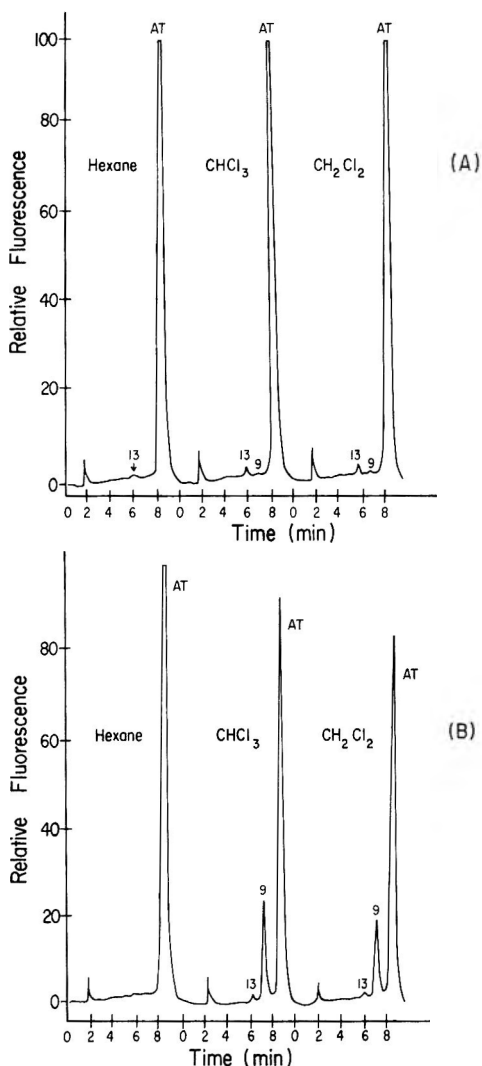 AT AT AT
100
80
60
40
20
0
Relative Fluorescence
Hexane
CHCl3
CH2Cl2
(A)
13 13 9 13 9
0 2 4 6 8 0 2 4 6 8 0 2 4 6 8
Time (min)
AT AT AT
80
60
40
20
0
Relative Fluorescence
Hexane
CHCl3
CH2Cl2
(B)
13 9 13 9
0 2 4 6 8 0 2 4 6 8 0 2 4 6 8
Time (min)